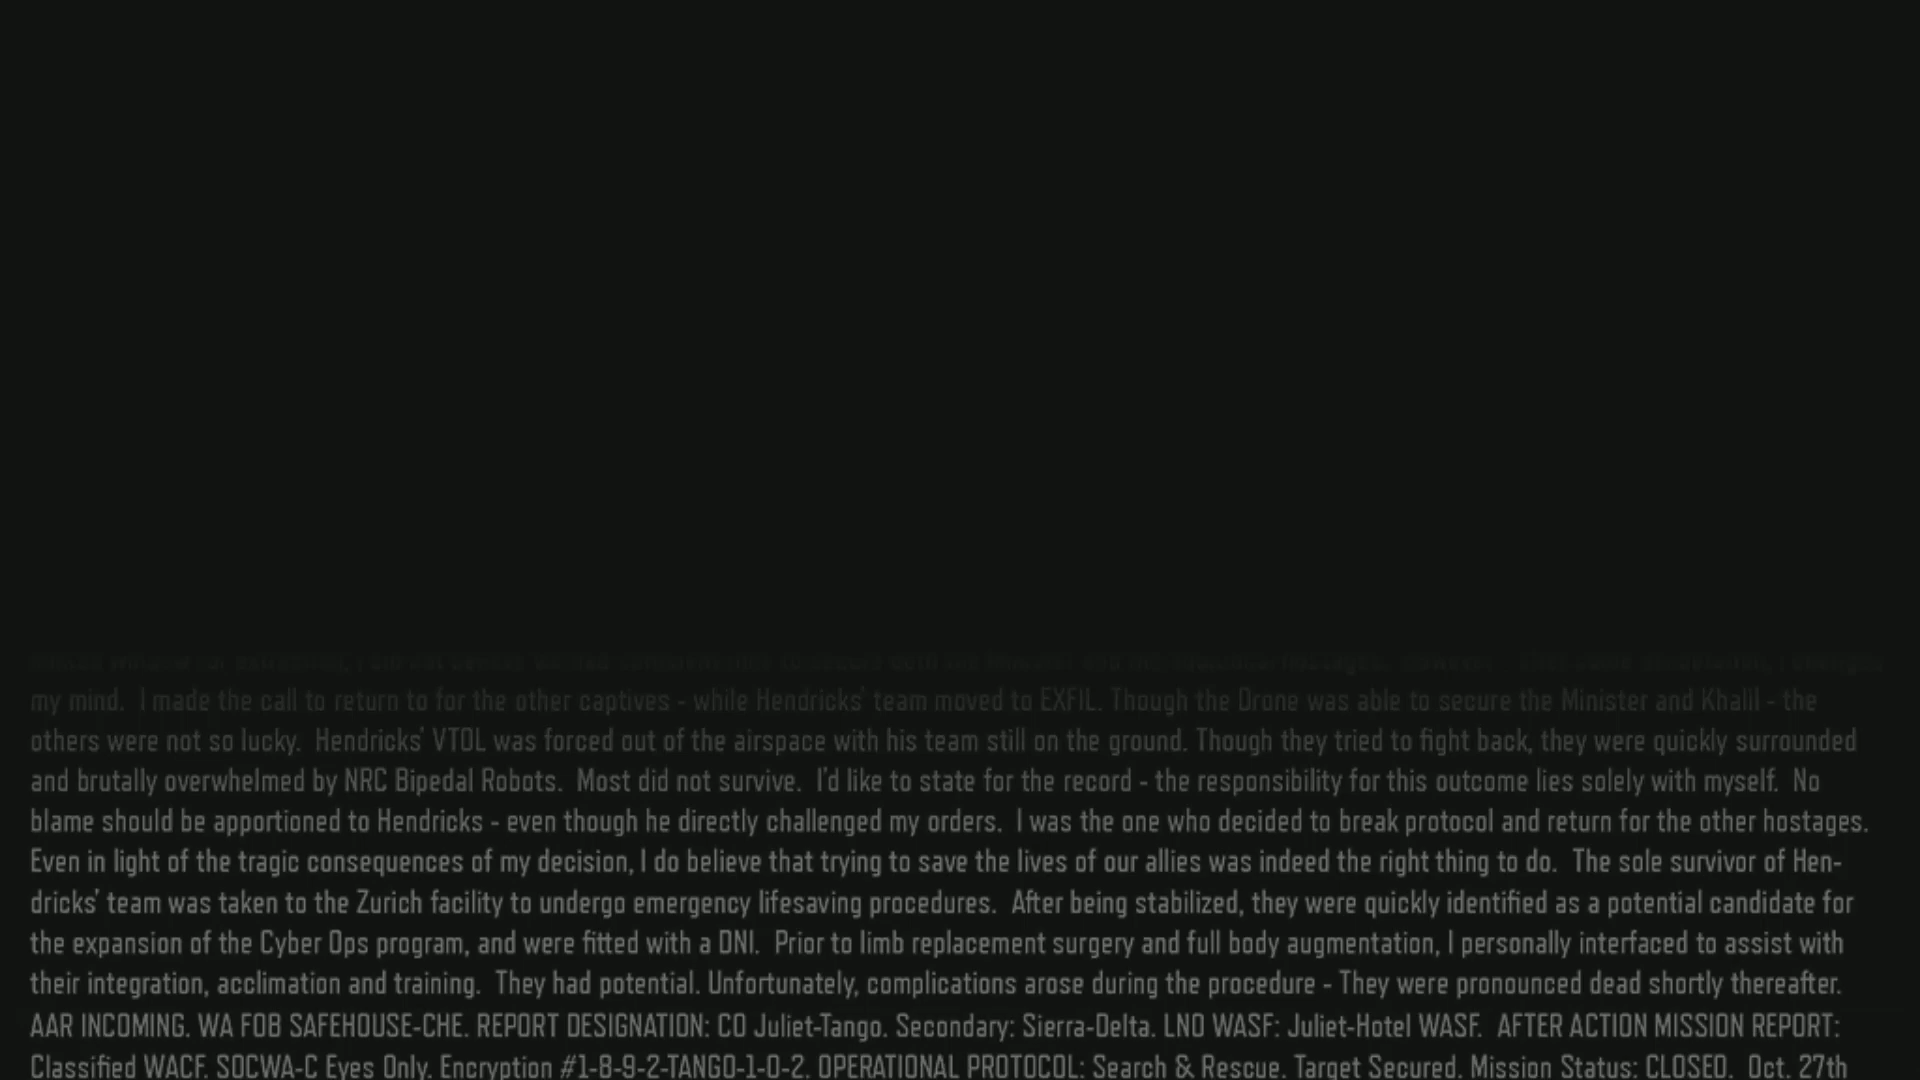 my mind.  I made the call to return to for the other captives - while Hendricks' team moved to EXFIL. Though the Drone was able to secure the Minister and Khalil - the
others were not so lucky.  Hendricks' VTOL was forced out of the airspace with his team still on the ground. Though they tried to fight back, they were quickly surrounded
and brutally overwhelmed by NRC Bipedal Robots.  Most did not survive.  I'd like to state for the record - the responsibility for this outcome lies solely with myself.  No
blame should be apportioned to Hendricks - even though he directly challenged my orders.  I was the one who decided to break protocol and return for the other hostages.
Even in light of the tragic consequences of my decision, I do believe that trying to save the lives of our allies was indeed the right thing to do.  The sole survivor of Hen-
dricks' team was taken to the Zurich facility to undergo emergency lifesaving procedures.  After being stabilized, they were quickly identified as a potential candidate for
the expansion of the Cyber Ops program, and were fitted with a DNI.  Prior to limb replacement surgery and full body augmentation, I personally interfaced to assist with
their integration, acclimation and training.  They had potential. Unfortunately, complications arose during the procedure - They were pronounced dead shortly thereafter.
AAR INCOMING. WA FOB SAFEHOUSE-CHE. REPORT DESIGNATION: CO Juliet-Tango. Secondary: Sierra-Delta. LNO WASF: Juliet-Hotel WASF.  AFTER ACTION MISSION REPORT:
Classified WACF. SOCWA-C Eyes Only. Encryption #1-8-9-2-TANGO-1-0-2. OPERATIONAL PROTOCOL: Search & Rescue. Target Secured. Mission Status: CLOSED.  Oct. 27th